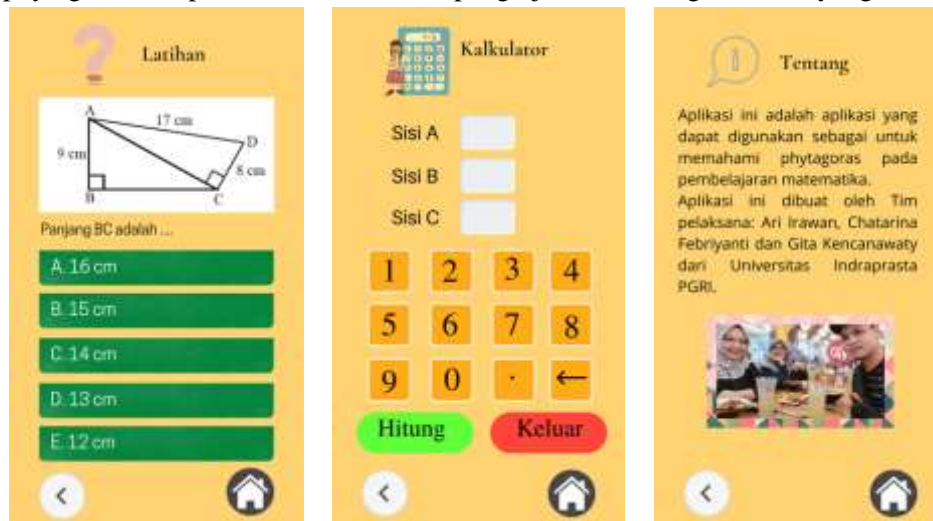 Latihan
A
17 cm
D
9 cm
8 cm
B
C
Panjang BC adalah ...
A. 16 cm
B. 15 cm
C. 14 cm
D. 13 cm
E. 12 cm
Kalkulator
Sisi A
Sisi B
Sisi C
1 2 3 4
5 6 7 8
9 0 . ←
Hitung Keluar
Tentang
Aplikasi ini adalah aplikasi yang
dapat digunakan sebagai untuk
memahami phytagoras pada
pembelajaran matematika.
Aplikasi ini dibuat oleh Tim
pelaksana: Ari Irawan, Chatarina
Febriyanti dan Gita Kencanawaty
dari Universitas Indraprasta
PGRI.